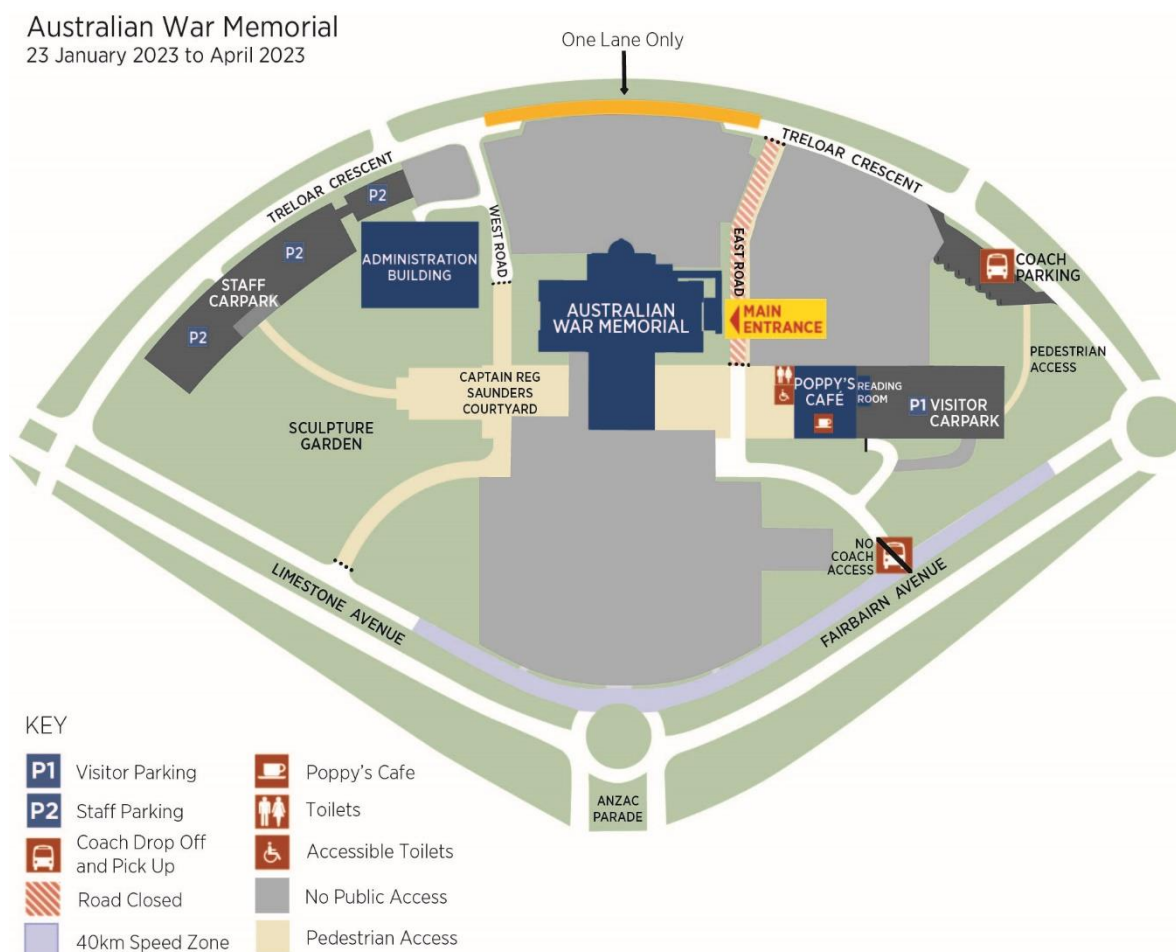 Australian War Memorial
23 January 2023 to April 2023
One Lane Only
TRELOAR CRESCENT
TRELOAR CRESCENT
P2
P2
P2
STAFF
CARPARK
ADMINISTRATION
BUILDING
WEST ROAD
EAST ROAD
AUSTRALIAN
WAR MEMORIAL
MAIN
ENTRANCE
COACH
PARKING
PEDESTRIAN
ACCESS
CAPTAIN REG
SAUNDERS
COURTYARD
SCULPTURE
GARDEN
POPPY'S
CAFÉ
READING
ROOM
P1 VISITOR
CARPARK
NO
COACH
ACCESS
LIMESTONE AVENUE
FAIRBAIRN AVENUE
ANZAC
PARADE
KEY
P1 Visitor Parking
P2 Staff Parking
Coach Drop Off
and Pick Up
Road Closed
40km Speed Zone
Poppy's Cafe
Toilets
Accessible Toilets
No Public Access
Pedestrian Access